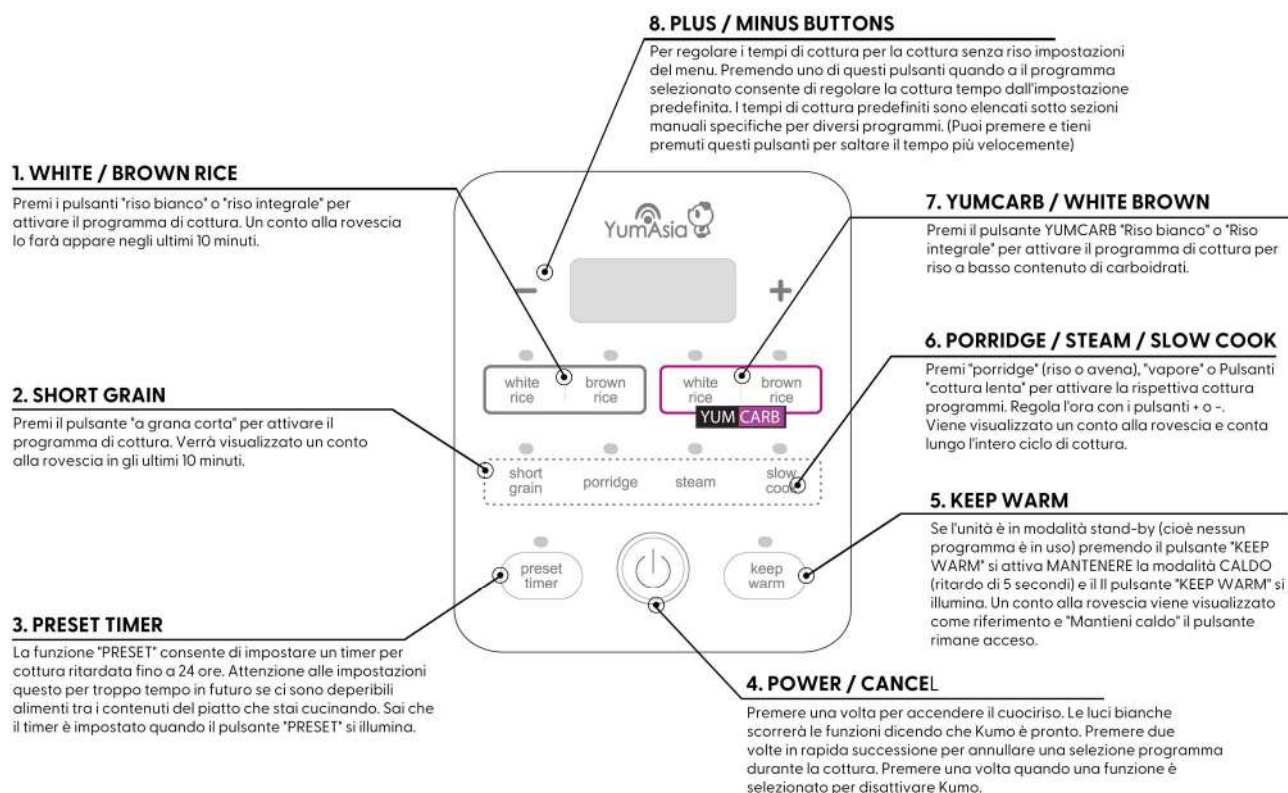 8. PLUS / MINUS BUTTONS
Per regolare i tempi di cottura per la cottura senza riso impostazioni
del menu. Premendo uno di questi pulsanti quando a il programma
selezionato consente di regolare la cottura tempo dall'impostazione
predefinita. I tempi di cottura predefiniti sono elencati sotto sezioni
manuali specifiche per diversi programmi. (Puoi premere e tieni
premuti questi pulsanti per saltare il tempo più velocemente)
1. WHITE / BROWN RICE
Premi i pulsanti "riso bianco" o "riso integrale" per
attivare il programma di cottura. Un conto alla rovescia
lo farà appare negli ultimi 10 minuti.
2. SHORT GRAIN
Premi il pulsante "a grana corta" per attivare il
programma di cottura. Verrà visualizzato un conto
alla rovescia in gli ultimi 10 minuti.
3. PRESET TIMER
La funzione "PRESET" consente di impostare un timer per
cottura ritardata fino a 24 ore. Attenzione alle impostazioni
questo per troppo tempo in futuro se ci sono deperibili
alimenti tra i contenuti del piatto che stai cucinando. Sai che
il timer è impostato quando il pulsante "PRESET" si illumina.
YumAsia
− +
white rice
brown rice
white rice
brown rice
YUM CARB
short grain
porridge
steam
slow cook
preset timer
keep warm
7. YUMCARB / WHITE BROWN
Premi il pulsante YUMCARB "Riso bianco" o "Riso
integrale" per attivare il programma di cottura per
riso a basso contenuto di carboidrati.
6. PORRIDGE / STEAM / SLOW COOK
Premi "porridge" (riso o avena), "vapore" o Pulsanti
"cottura lenta" per attivare la rispettiva cottura
programmi. Regola l'ora con i pulsanti + o -.
Viene visualizzato un conto alla rovescia e conta
lungo l'intero ciclo di cottura.
5. KEEP WARM
Se l'unità è in modalità stand-by (cioè nessun
programma è in uso) premendo il pulsante "KEEP
WARM" si attiva MANTENERE la modalità CALDO
(ritardo di 5 secondi) e il Il pulsante "KEEP WARM" si
illumina. Un conto alla rovescia viene visualizzato
come riferimento e "Mantieni caldo" il pulsante
rimane acceso.
4. POWER / CANCEL
Premere una volta per accendere il cuociriso. Le luci bianche
scorrerà le funzioni dicendo che Kumo è pronto. Premere due
volte in rapida successione per annullare una selezione programma
durante la cottura. Premere una volta quando una funzione è
selezionato per disattivare Kumo.